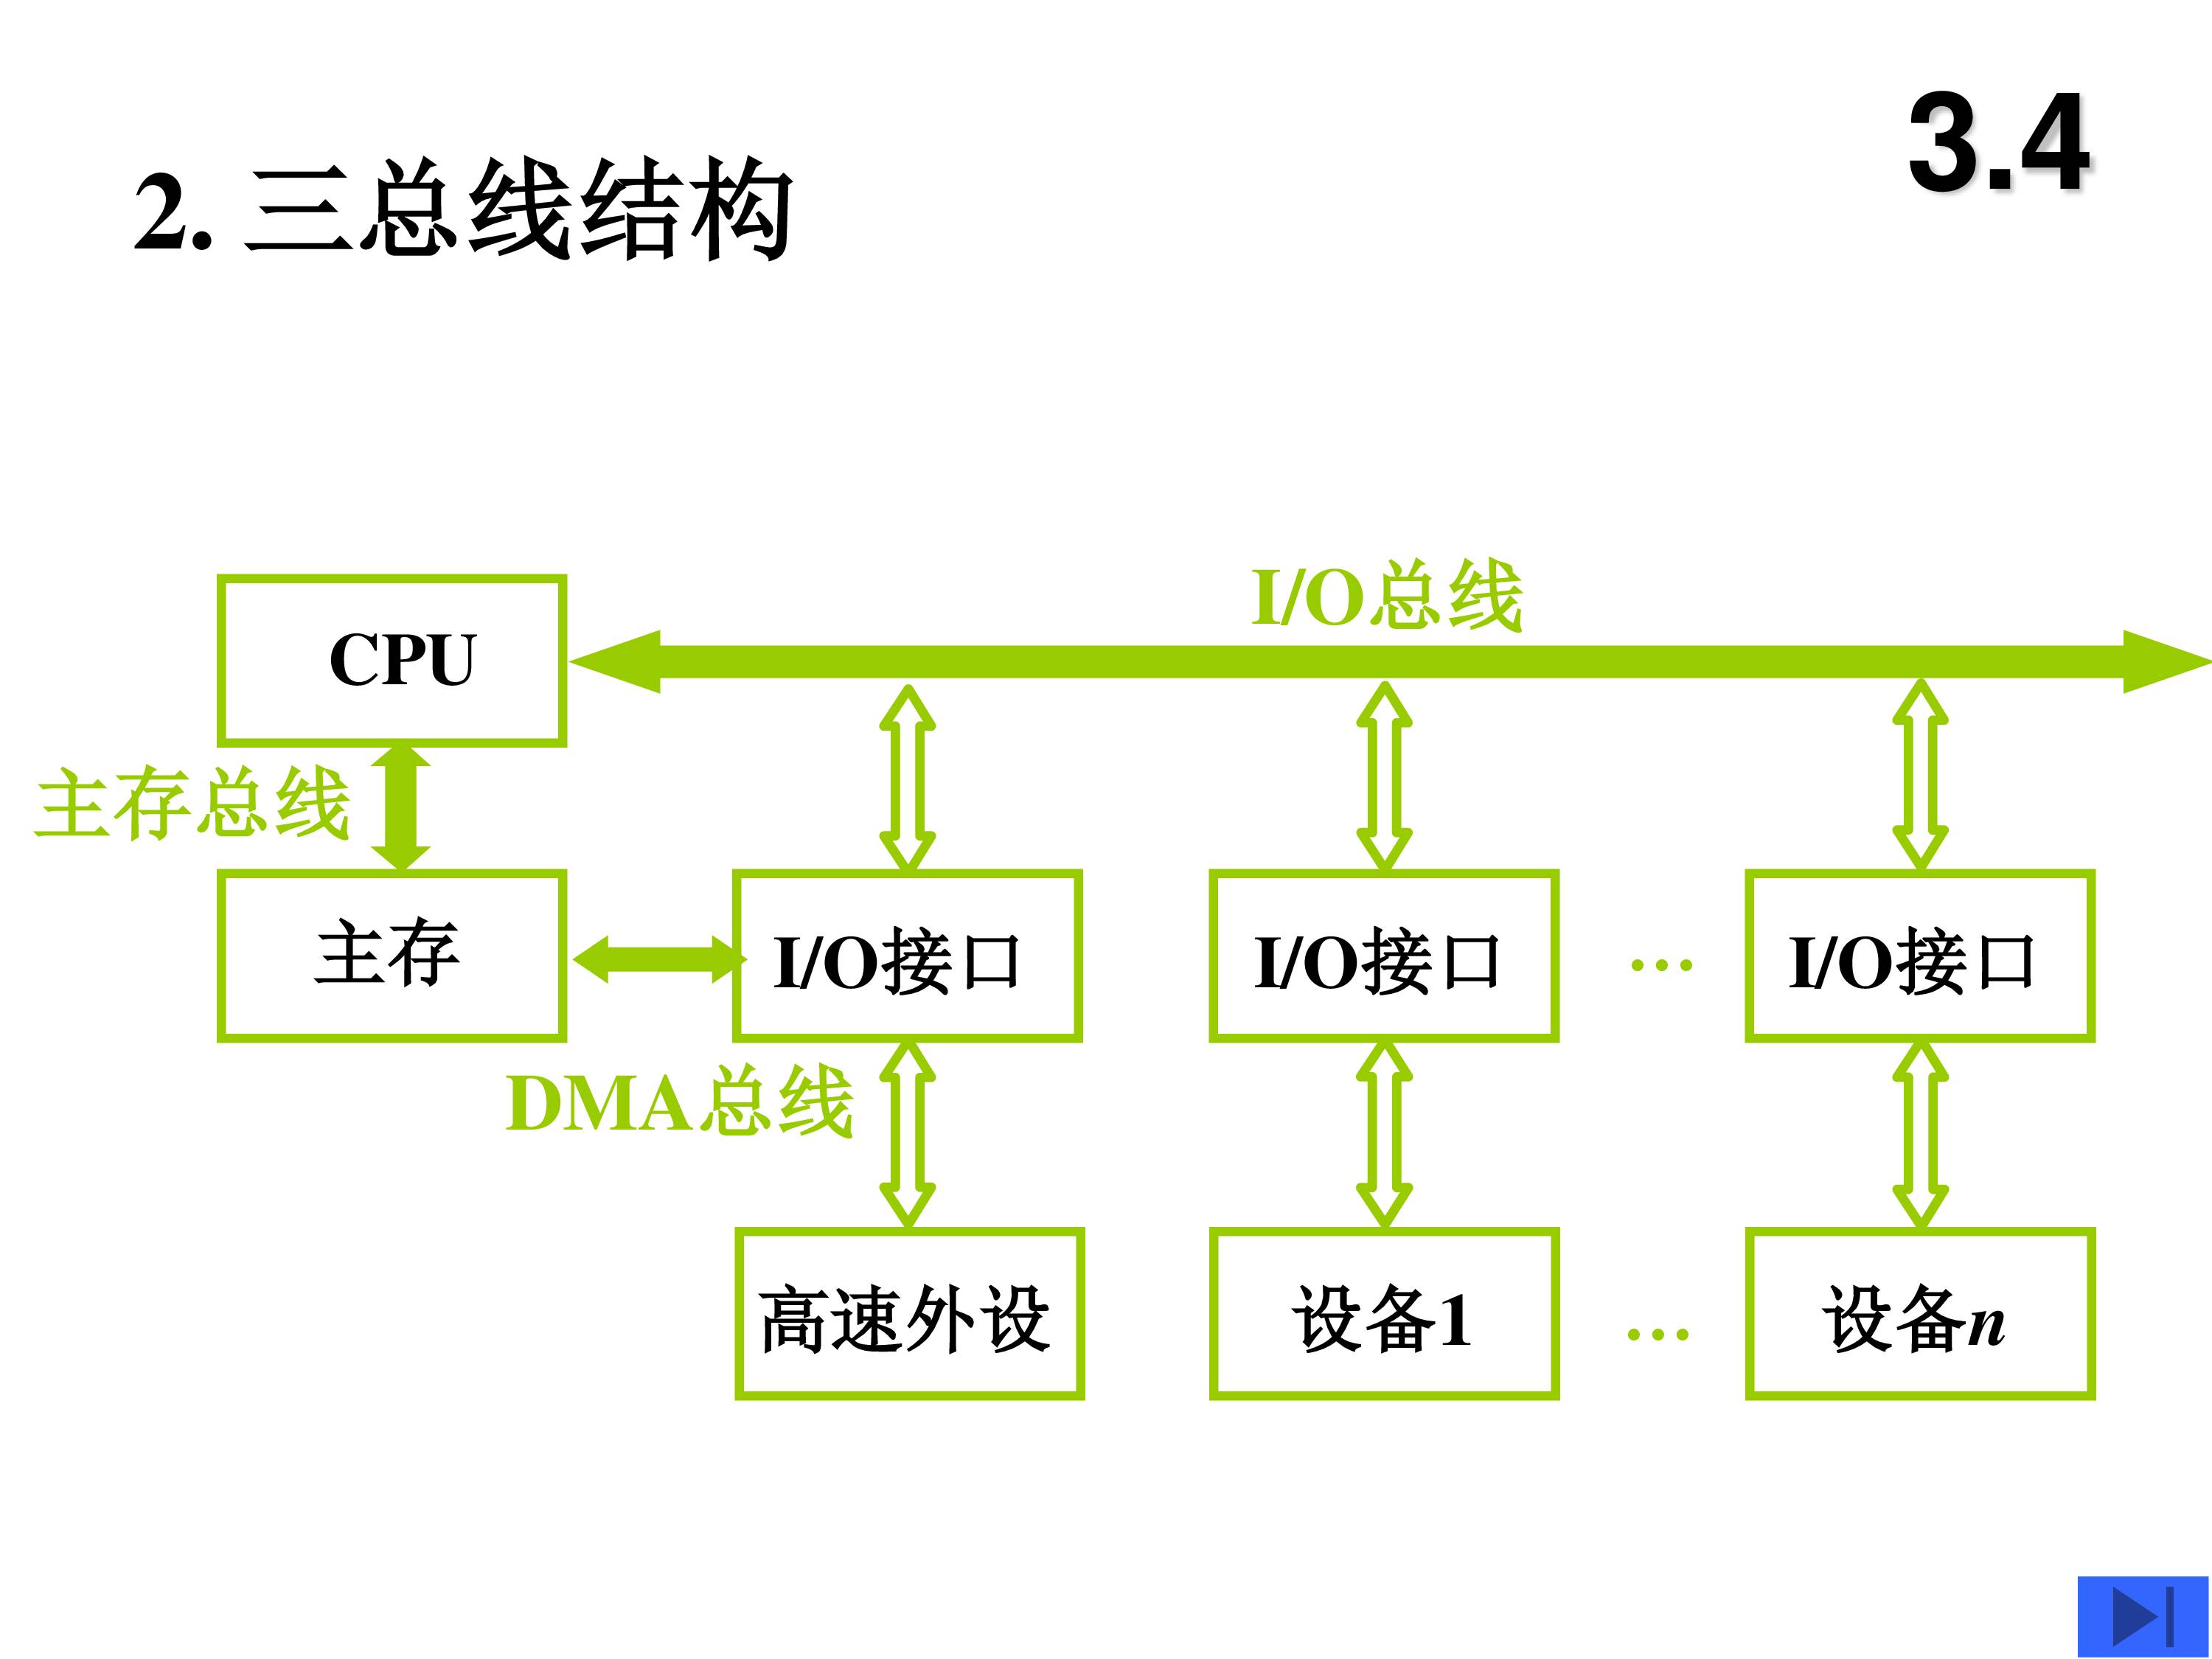 3.4
2. 三总线结构
I/O总线
CPU
主存总线
主存
I/O接口
I/O接口
…
I/O接口
DMA总线
高速外设
设备1
…
设备n